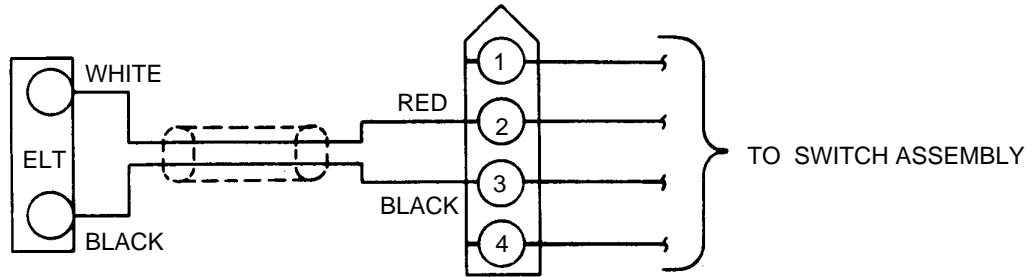 WHITE
ELT
BLACK
RED
BLACK
1
2
3
4
TO SWITCH ASSEMBLY